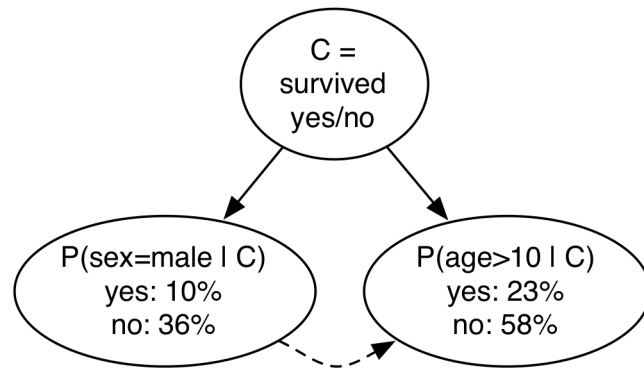 C =
survived
yes/no
P(sex=male | C)
yes: 10%
no: 36%
P(age>10 | C)
yes: 23%
no: 58%